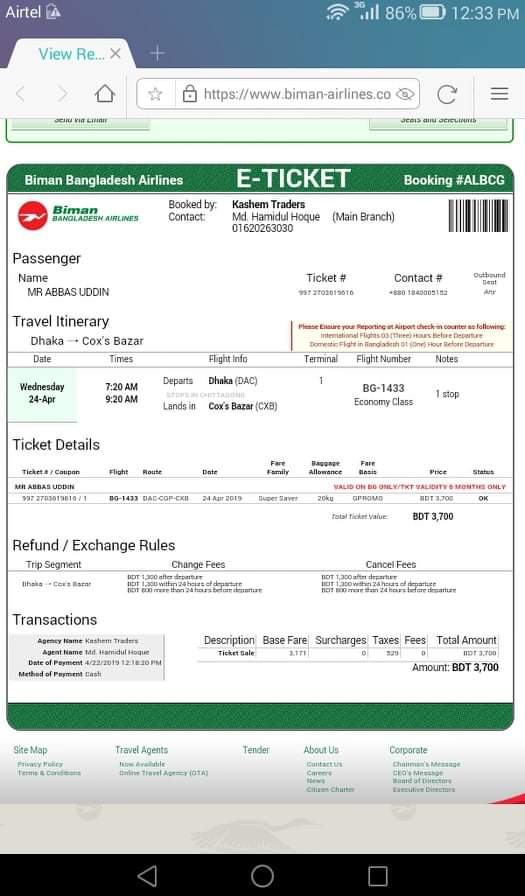 Airtel 3G 86% 12:33 PM
View Re... × +
https://www.biman-airlines.co
Send via Email Seats and Selections
Biman Bangladesh Airlines E-TICKET Booking #ALBCG
Biman
BANGLADESH AIRLINES
Booked by: Kashem Traders
Contact: Md. Hamidul Hoque (Main Branch)
01620263030
Passenger
Name Ticket # Contact # Outbound Seat
MR ABBAS UDDIN 997 2703619616 +880 1840005152 Any
Travel Itinerary
Please Ensure your Reporting at Airport check-in counter as following:
International Flights 03 (Three) Hours Before Departure
Domestic Flight in Bangladesh 01 (One) Hour Before Departure
Dhaka → Cox's Bazar
Date Times Flight Info Terminal Flight Number Notes
Wednesday
24-Apr
7:20 AM
9:20 AM
Departs Dhaka (DAC)
STOPS IN CHITTAGONG
Lands in Cox's Bazar (CXB)
1
BG-1433
Economy Class
1 stop
Ticket Details
Ticket # / Coupon Flight Route Date Fare Family Baggage Allowance Fare Basis Price Status
MR ABBAS UDDIN VALID ON BG ONLY/TKT VALIDITY 6 MONTHS ONLY
997 2703619616 / 1 BG-1433 DAC-CGP-CXB 24 Apr 2019 Super Saver 20kg GPROMO BDT 3,700 OK
Total Ticket Value: BDT 3,700
Refund / Exchange Rules
Trip Segment Change Fees Cancel Fees
Dhaka → Cox's Bazar
BDT 1,300 after departure BDT 1,300 after departure
BDT 1,300 within 24 hours of departure BDT 1,300 within 24 hours of departure
BDT 800 more than 24 hours before departure BDT 800 more than 24 hours before departure
Transactions
Agency Name Kashem Traders
Agent Name Md. Hamidul Hoque
Date of Payment 4/22/2019 12:18:20 PM
Method of Payment Cash
Description Base Fare Surcharges Taxes Fees Total Amount
Ticket Sale 3,171 0 529 0 BDT 3,700
Amount: BDT 3,700
Site Map Travel Agents Tender About Us Corporate
Privacy Policy Now Available Contact Us Chairman's Message
Terms & Conditions Online Travel Agency (OTA) Careers CEO's Message
News Board of Directors
Citizen Charter Executive Directors